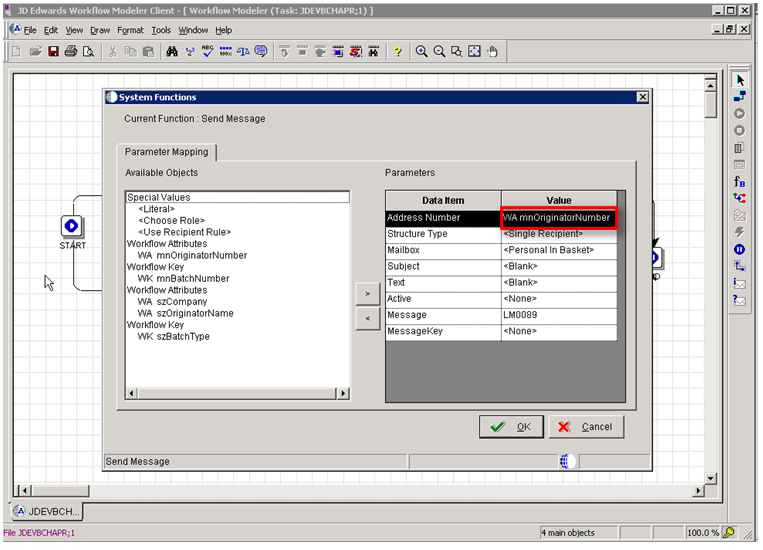 JD Edwards Workflow Modeler Client - [ Workflow Modeler (Task: JDEVBCHAPR;1) ]
File Edit View Draw Format Tools Window Help
System Functions
Current Function : Send Message
Parameter Mapping
Available Objects
Special Values
<Literal>
<Choose Role>
<Use Recipient Rule>
Workflow Attributes
WA mnOriginatorNumber
Workflow Key
WK mnBatchNumber
Workflow Attributes
WA szCompany
WA szOriginatorName
Workflow Key
WK szBatchType
>
<
Parameters
Data Item Value
Address Number WA mnOriginatorNumber
Structure Type <Single Recipient>
Mailbox <Personal In Basket>
Subject <Blank>
Text <Blank>
Active <None>
Message LM0089
MessageKey <None>
START
OK Cancel
Send Message
JDEVBCH...
File JDEVBCHAPR;1 4 main objects 100.0 %